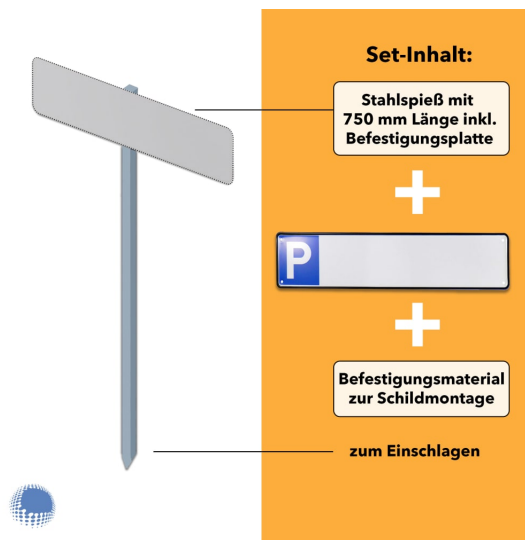 Set-Inhalt:
Stahlspieß mit
750 mm Länge inkl.
Befestigungsplatte
P
Befestigungsmaterial
zur Schildmontage
zum Einschlagen